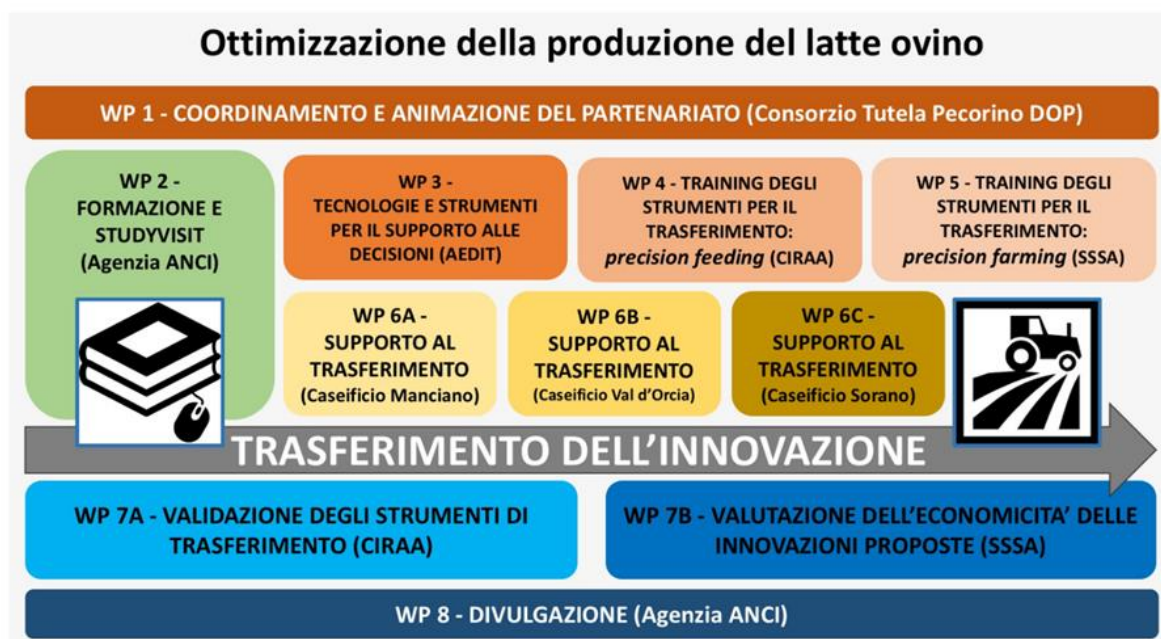 Ottimizzazione della produzione del latte ovino
WP 1 - COORDINAMENTO E ANIMAZIONE DEL PARTENARIATO (Consorzio Tutela Pecorino DOP)
WP 2 -
FORMAZIONE E
STUDYVISIT
(Agenzia ANCI)
WP 3 -
TECNOLOGIE E STRUMENTI
PER IL SUPPORTO ALLE
DECISIONI (AEDIT)
WP 4 - TRAINING DEGLI
STRUMENTI PER IL
TRASFERIMENTO:
precision feeding (CIRAA)
WP 5 - TRAINING DEGLI
STRUMENTI PER IL
TRASFERIMENTO:
precision farming (SSSA)
WP 6A -
SUPPORTO AL
TRASFERIMENTO
(Caseificio Manciano)
WP 6B -
SUPPORTO AL
TRASFERIMENTO
(Caseificio Val d’Orcia)
WP 6C -
SUPPORTO AL
TRASFERIMENTO
(Caseificio Sorano)
TRASFERIMENTO DELL’INNOVAZIONE
WP 7A - VALIDAZIONE DEGLI STRUMENTI DI
TRASFERIMENTO (CIRAA)
WP 7B - VALUTAZIONE DELL’ECONOMICITA’ DELLE
INNOVAZIONI PROPOSTE (SSSA)
WP 8 - DIVULGAZIONE (Agenzia ANCI)